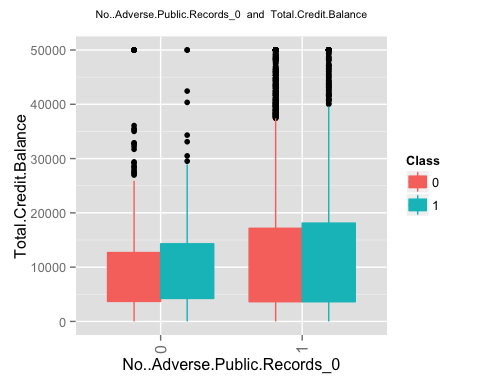 No..Adverse.Public.Records_0 and Total.Credit.Balance
50000
40000
30000
20000
10000
0
Total.Credit.Balance
0
1
No..Adverse.Public.Records_0
Class
0
1